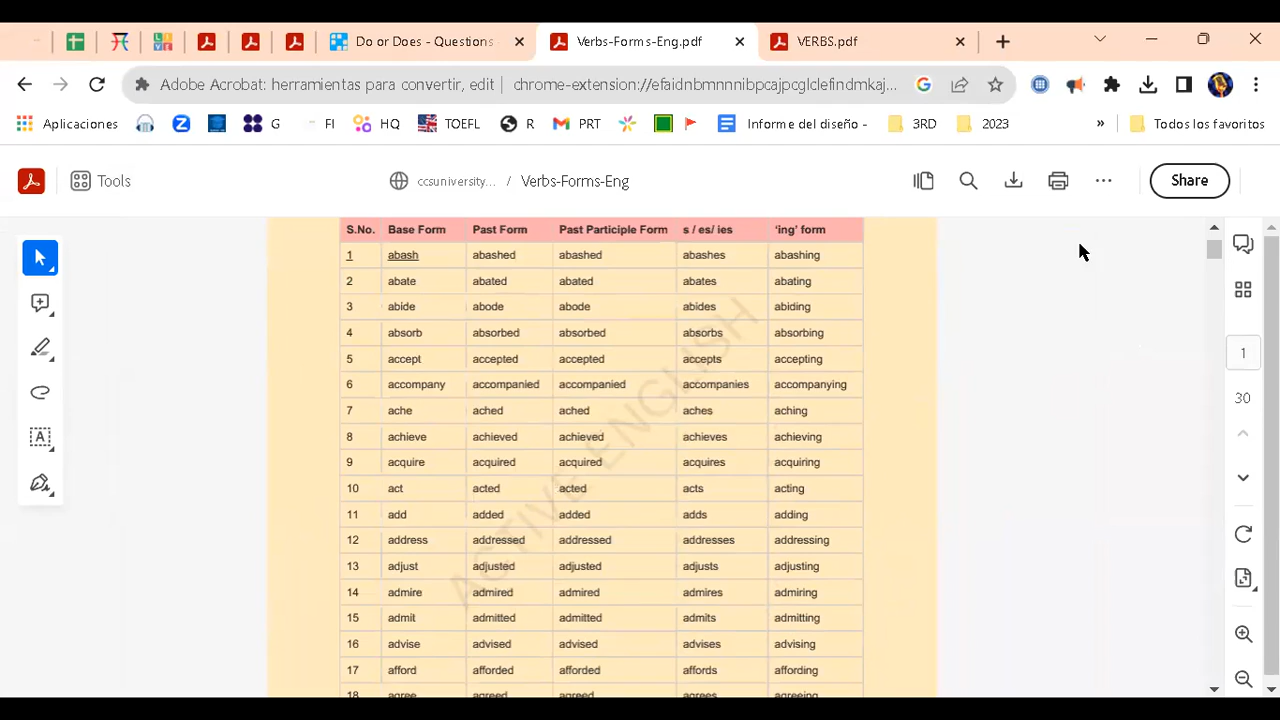 Do or Does - Questions
Verbs-Forms-Eng.pdf
VERBS.pdf
Adobe Acrobat: herramientas para convertir, edit chrome-extension://efaidnbmnnnibpcajpcglclefindmkaj...
Aplicaciones G FI HQ TOEFL R PRT Informe del diseño - 3RD 2023 » Todos los favoritos
Tools ccsuniversity... / Verbs-Forms-Eng Share
S.No. Base Form Past Form Past Participle Form s / es/ ies ‘ing’ form
1 abash abashed abashed abashes abashing
2 abate abated abated abates abating
3 abide abode abode abides abiding
4 absorb absorbed absorbed absorbs absorbing
5 accept accepted accepted accepts accepting
6 accompany accompanied accompanied accompanies accompanying
7 ache ached ached aches aching
8 achieve achieved achieved achieves achieving
9 acquire acquired acquired acquires acquiring
10 act acted acted acts acting
11 add added added adds adding
12 address addressed addressed addresses addressing
13 adjust adjusted adjusted adjusts adjusting
14 admire admired admired admires admiring
15 admit admitted admitted admits admitting
16 advise advised advised advises advising
17 afford afforded afforded affords affording
18 agree agreed agreed agrees agreeing
ACTIVE ENGLISH
1
30